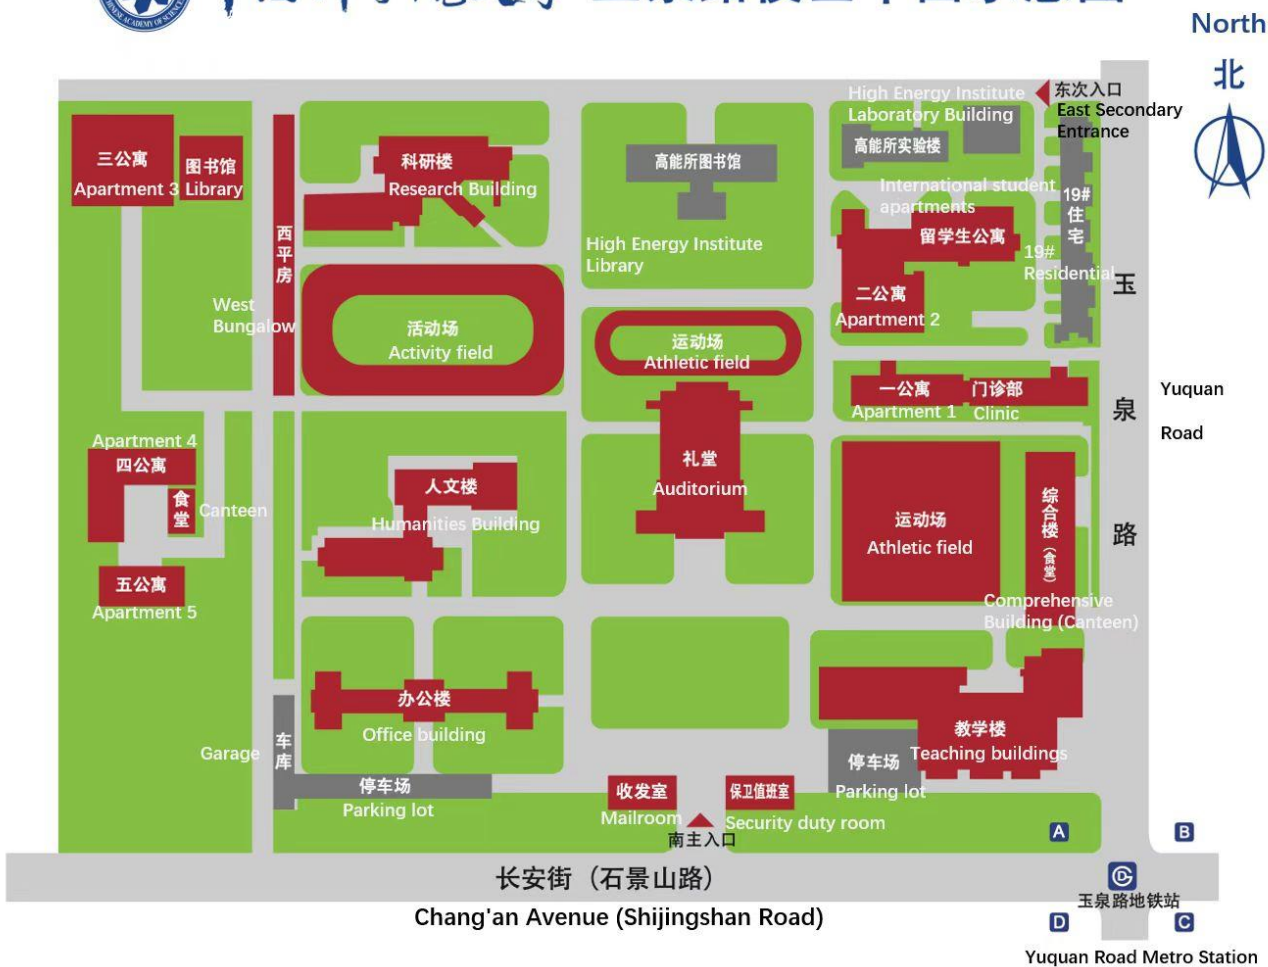 CHINESE ACADEMY OF SCIENCES
North
北
东次入口
East Secondary
Entrance
High Energy Institute
Laboratory Building
高能所实验楼
三公寓
Apartment 3
图书馆
Library
科研楼
Research Building
高能所图书馆
High Energy Institute
Library
International student
apartments
留学生公寓
19#
住
宅
19#
Residential
西
平
房
West
Bungalow
二公寓
Apartment 2
活动场
Activity field
运动场
Athletic field
玉
泉
路
Yuquan
Road
一公寓
Apartment 1
门诊部
Clinic
Apartment 4
四公寓
食
堂
Canteen
五公寓
Apartment 5
人文楼
Humanities Building
礼堂
Auditorium
运动场
Athletic field
综
合
楼
（食堂）
Comprehensive
Building (Canteen)
办公楼
Office building
Garage
车
库
停车场
Parking lot
教学楼
Teaching buildings
停车场
Parking lot
收发室
Mailroom
保卫值班室
Security duty room
南主入口
A
B
长安街（石景山路）
Chang'an Avenue (Shijingshan Road)
玉泉路地铁站
D
C
Yuquan Road Metro Station